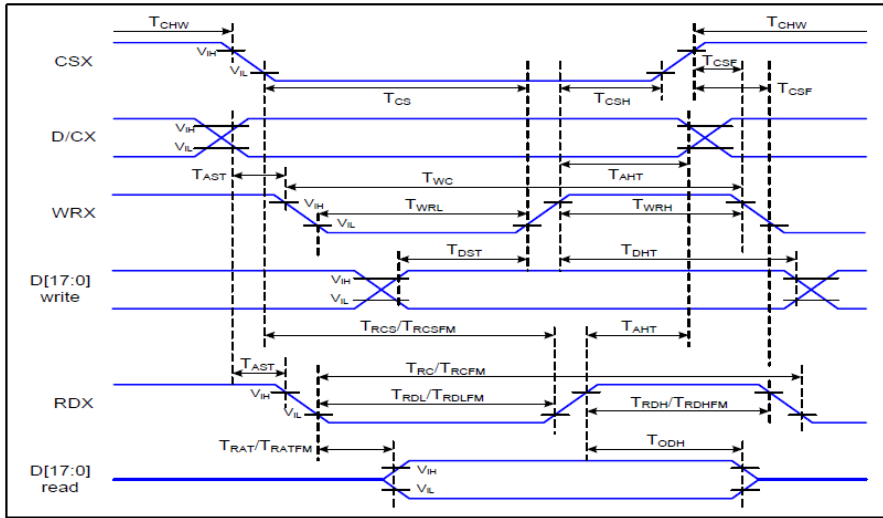 TCHW TCHW
CSX VIH TCSF
VIL TCS TCSH TCSF
D/CX VIH
VIL
TAST TWC TAHT
WRX VIH TWRL TWRH
VIL
TDST TDHT
D[17:0] VIH
write VIL
TRCS/TRCSFM TAHT
TAST TRC/TRCFM
RDX VIH TRDL/TRDLFM TRDH/TRDHFM
VIL
TRAT/TRATFM TODH
D[17:0] VIH
read VIL